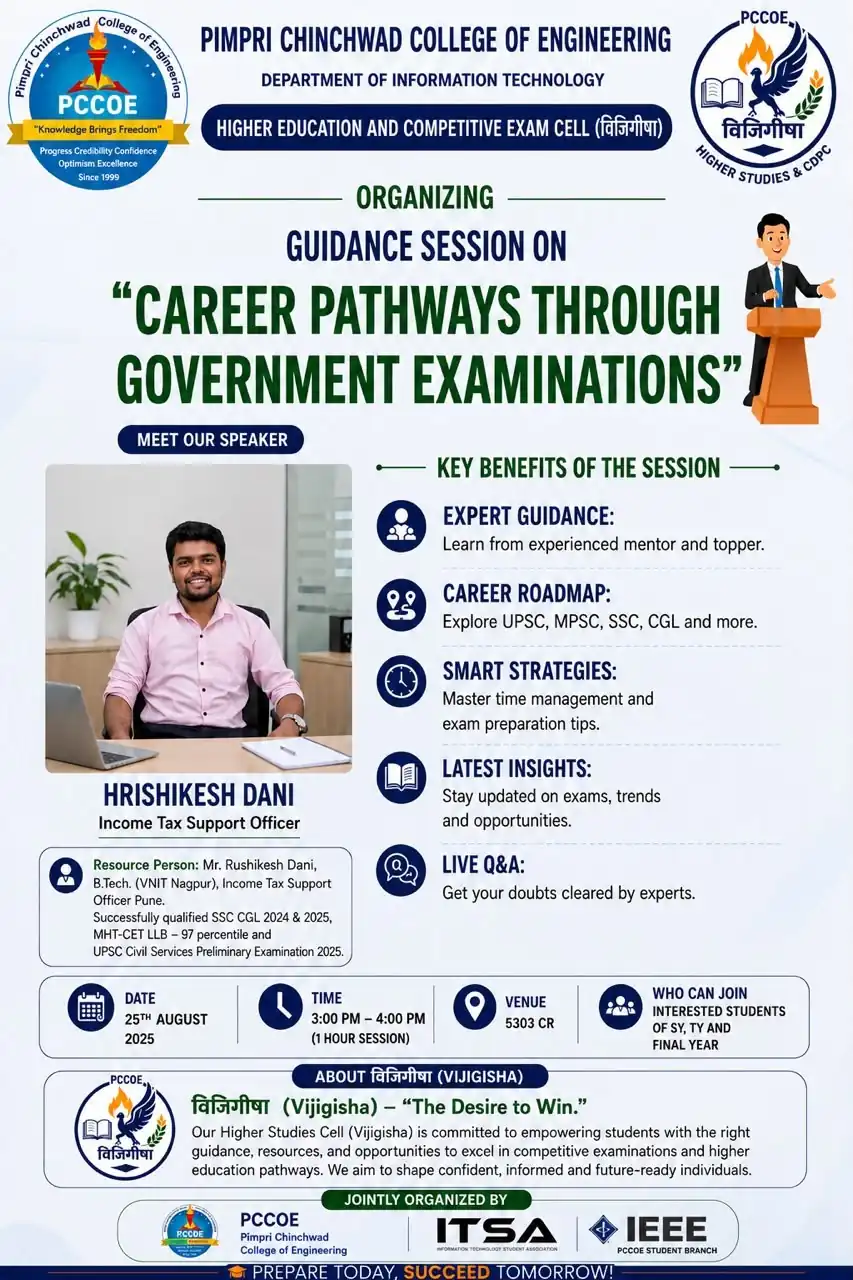 Pimpri Chinchwad College of Engineering
PCCOE
"Knowledge Brings Freedom"
Progress Credibility Confidence
Optimism Excellence
Since 1999
PIMPRI CHINCHWAD COLLEGE OF ENGINEERING
DEPARTMENT OF INFORMATION TECHNOLOGY
HIGHER EDUCATION AND COMPETITIVE EXAM CELL (विजिगीषा)
PCCOE
विजिगीषा
HIGHER STUDIES & CDPC
ORGANIZING
GUIDANCE SESSION ON
“CAREER PATHWAYS THROUGH
GOVERNMENT EXAMINATIONS”
MEET OUR SPEAKER
HRISHIKESH DANI
Income Tax Support Officer
Resource Person: Mr. Rushikesh Dani,
B.Tech. (VNIT Nagpur), Income Tax Support
Officer Pune.
Successfully qualified SSC CGL 2024 & 2025,
MHT-CET LLB – 97 percentile and
UPSC Civil Services Preliminary Examination 2025.
KEY BENEFITS OF THE SESSION
EXPERT GUIDANCE:
Learn from experienced mentor and topper.
CAREER ROADMAP:
Explore UPSC, MPSC, SSC, CGL and more.
SMART STRATEGIES:
Master time management and
exam preparation tips.
LATEST INSIGHTS:
Stay updated on exams, trends
and opportunities.
Q
LIVE Q&A:
Get your doubts cleared by experts.
DATE
25TH AUGUST
2025
TIME
3:00 PM – 4:00 PM
(1 HOUR SESSION)
VENUE
5303 CR
WHO CAN JOIN
INTERESTED STUDENTS
OF SY, TY AND
FINAL YEAR
ABOUT विजिगीषा (VIJIGISHA)
PCCOE
विजिगीषा
विजिगीषा (Vijigisha) – “The Desire to Win.”
Our Higher Studies Cell (Vijigisha) is committed to empowering students with the right
guidance, resources, and opportunities to excel in competitive examinations and higher
education pathways. We aim to shape confident, informed and future-ready individuals.
JOINTLY ORGANIZED BY
PCCOE
PCCOE
Pimpri Chinchwad
College of Engineering
ITSA
INFORMATION TECHNOLOGY STUDENT ASSOCIATION
IEEE
PCCOE STUDENT BRANCH
PREPARE TODAY, SUCCEED TOMORROW!